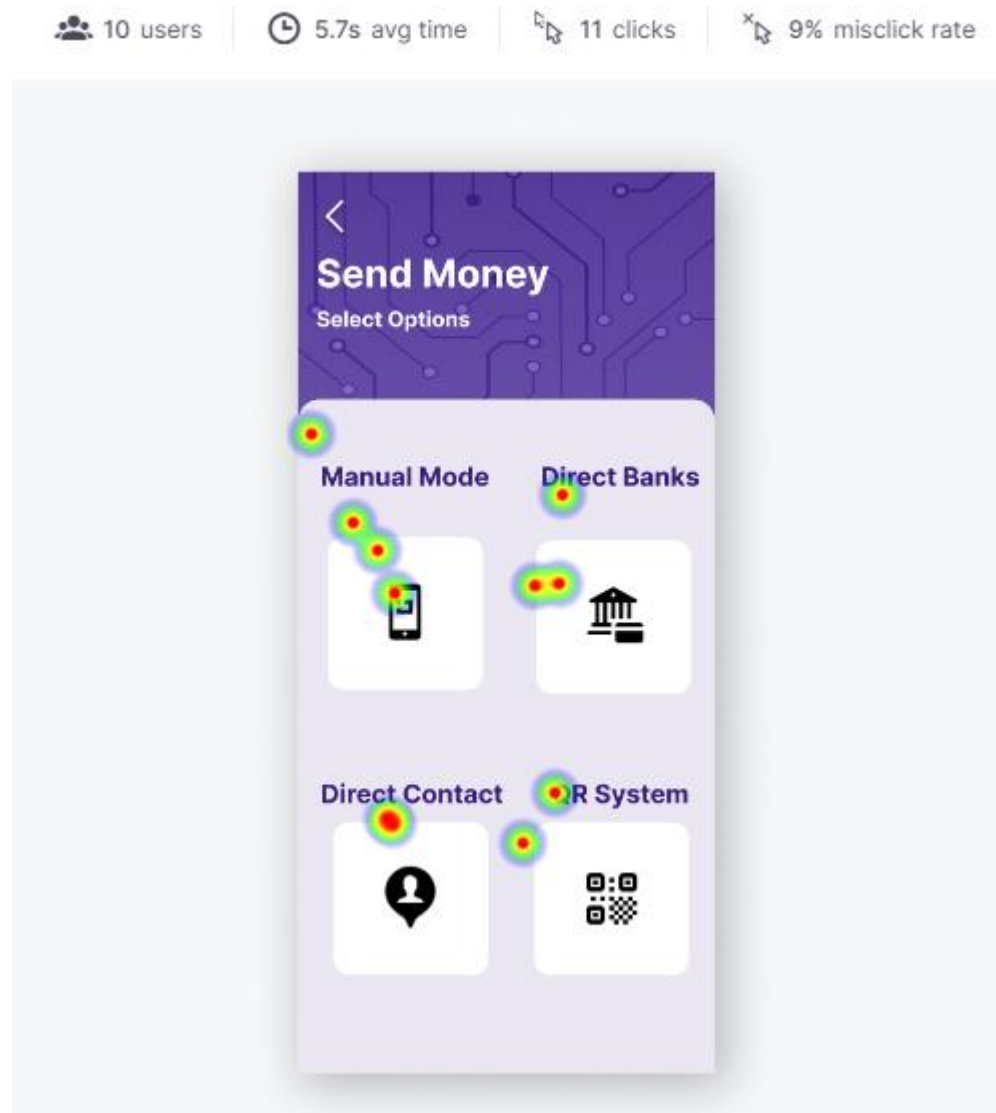 10 users 5.7s avg time 11 clicks 9% misclick rate
Send Money
Select Options
Manual Mode Direct Banks
Direct Contact QR System